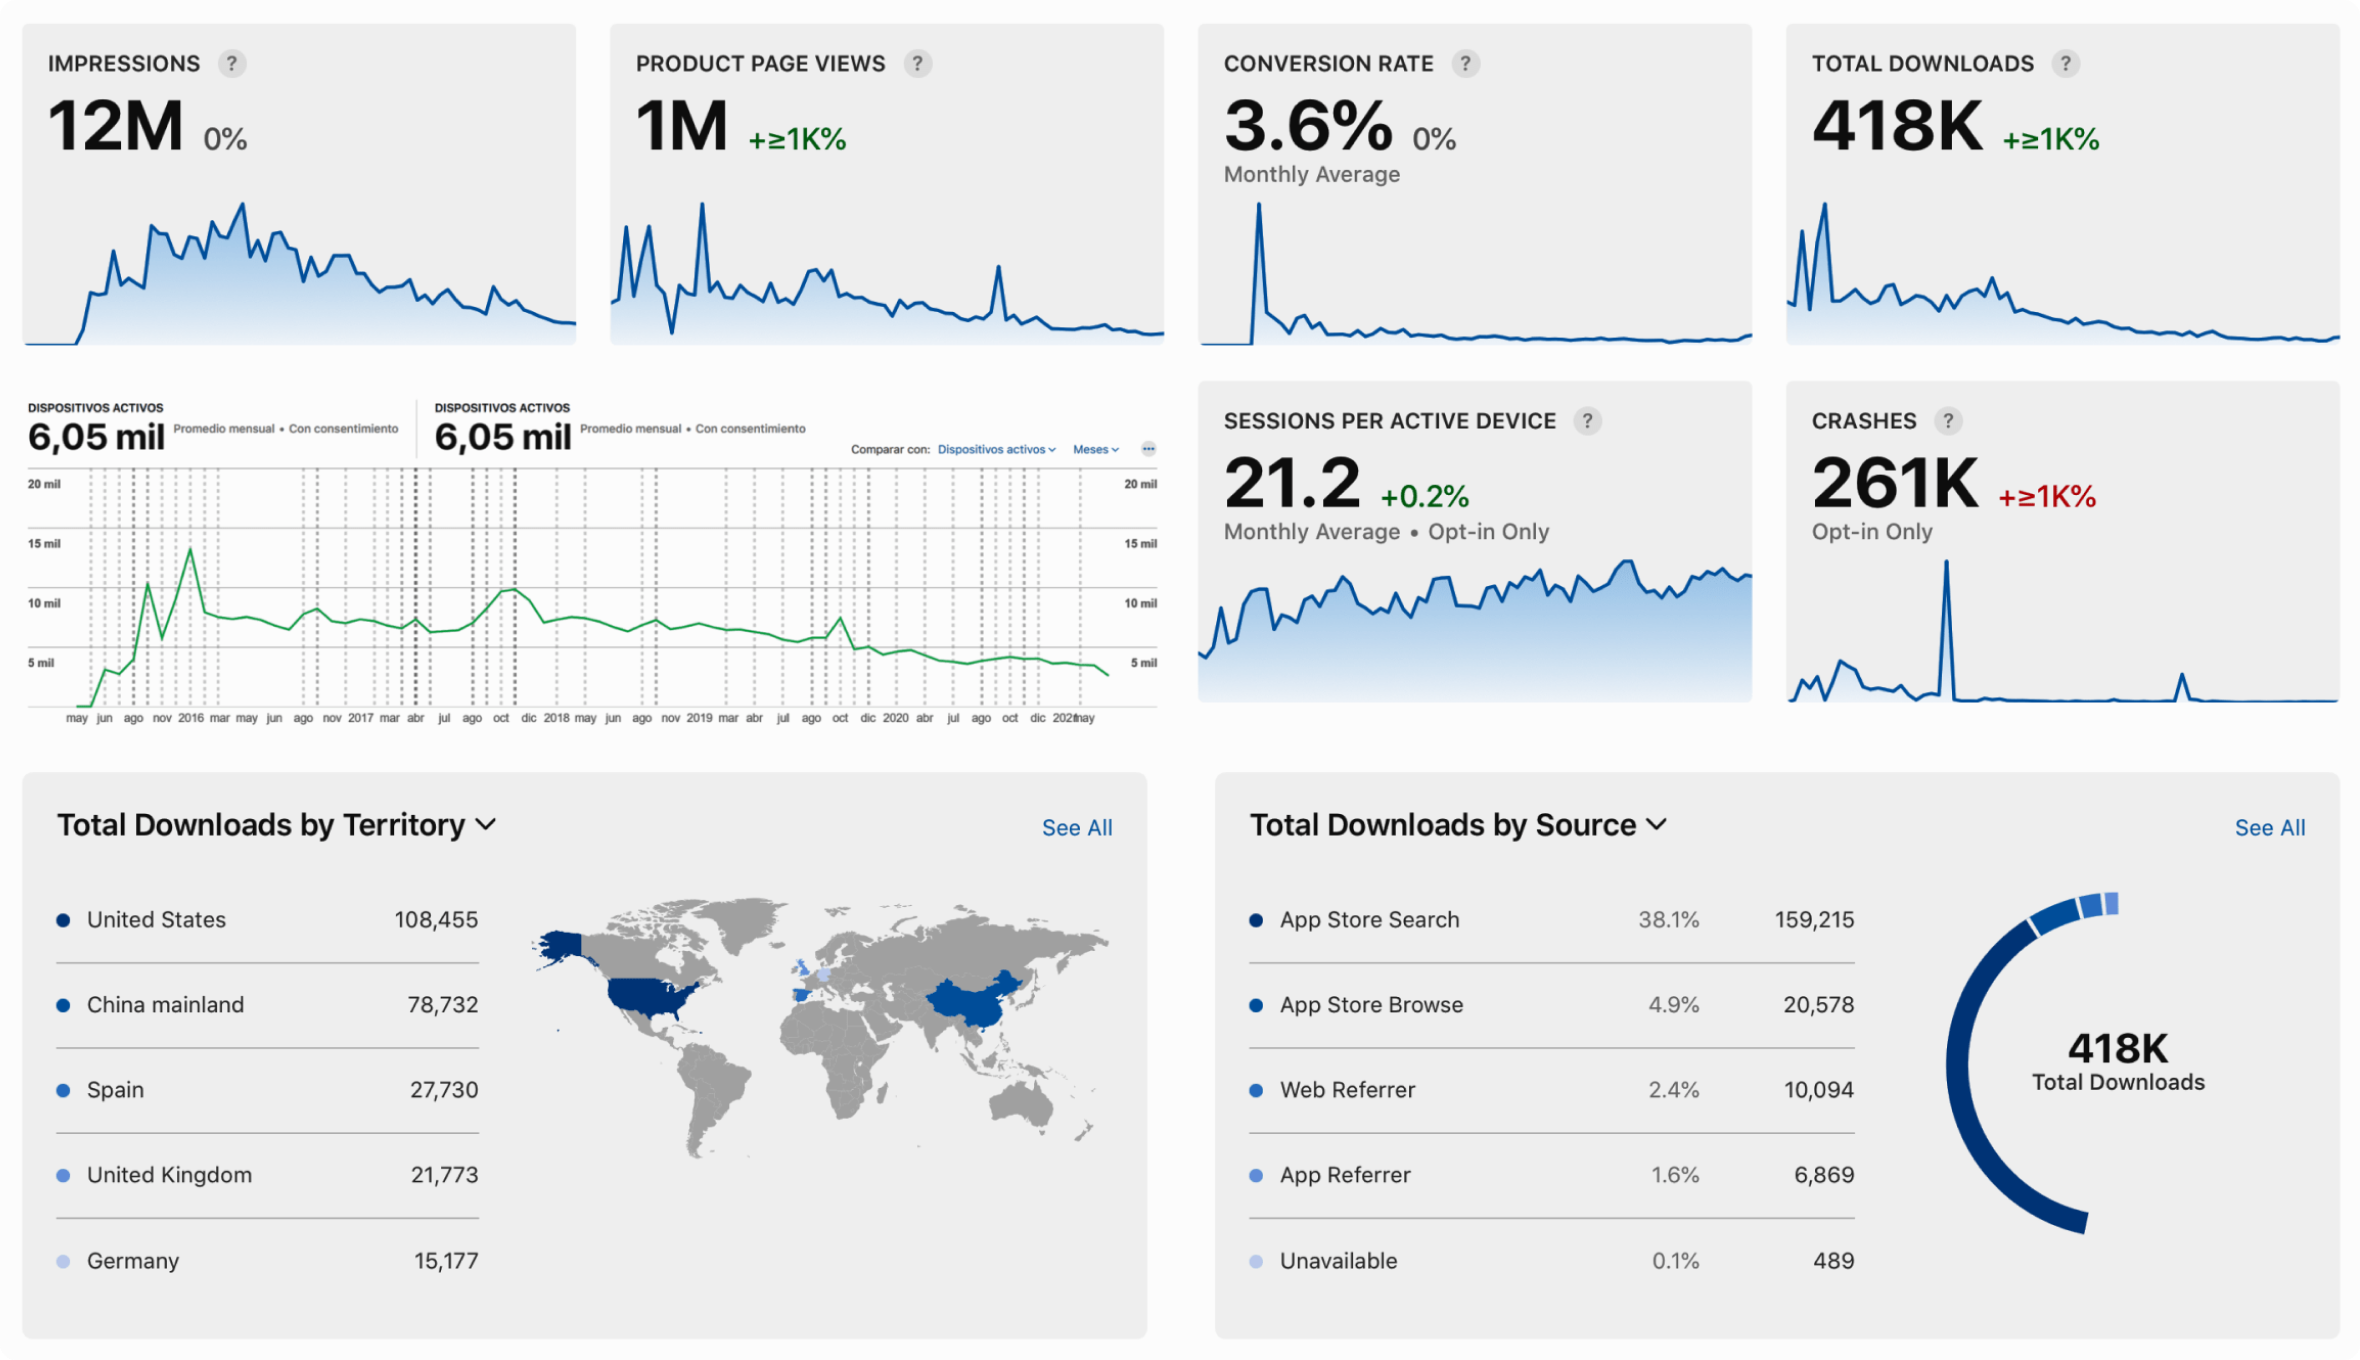 IMPRESSIONS ?
12M 0%
PRODUCT PAGE VIEWS ?
1M +≥1K%
CONVERSION RATE ?
3.6% 0%
Monthly Average
TOTAL DOWNLOADS ?
418K +≥1K%
DISPOSITIVOS ACTIVOS
6,05 mil Promedio mensual • Con consentimiento
DISPOSITIVOS ACTIVOS
6,05 mil Promedio mensual • Con consentimiento
Comparar con: Dispositivos activos Meses
20 mil 20 mil
15 mil 15 mil
10 mil 10 mil
5 mil 5 mil
may jun ago nov 2016 mar may jun ago nov 2017 mar abr jul ago oct dic 2018 may jun ago nov 2019 mar abr jul ago oct dic 2020 abr jul ago oct dic 2021 may
SESSIONS PER ACTIVE DEVICE ?
21.2 +0.2%
Monthly Average • Opt-in Only
CRASHES ?
261K +≥1K%
Opt-in Only
Total Downloads by Territory
See All
United States 108,455
China mainland 78,732
Spain 27,730
United Kingdom 21,773
Germany 15,177
Total Downloads by Source
See All
App Store Search 38.1% 159,215
App Store Browse 4.9% 20,578
Web Referrer 2.4% 10,094
App Referrer 1.6% 6,869
Unavailable 0.1% 489
418K
Total Downloads